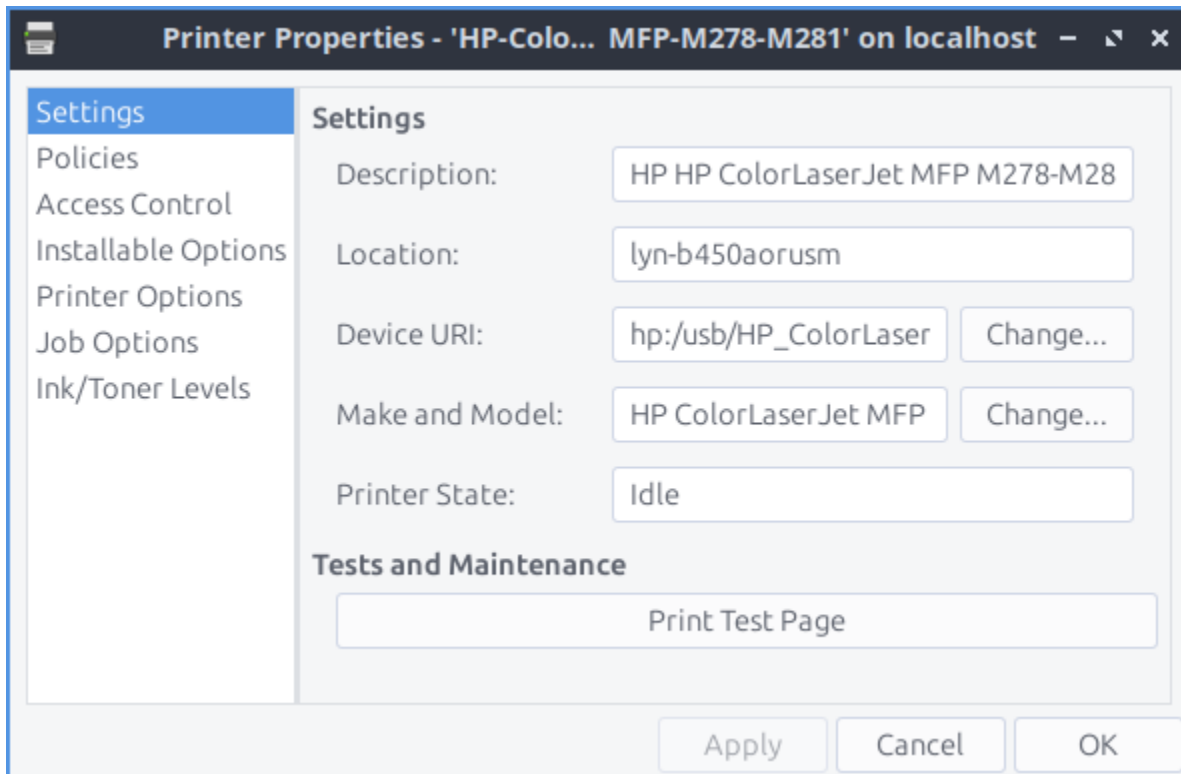 Printer Properties - 'HP-Colo... MFP-M278-M281' on localhost
Settings
Policies
Access Control
Installable Options
Printer Options
Job Options
Ink/Toner Levels
Settings
Description: HP HP ColorLaserJet MFP M278-M28
Location: lyn-b450aorusm
Device URI: hp:/usb/HP_ColorLaser Change...
Make and Model: HP ColorLaserJet MFP Change...
Printer State: Idle
Tests and Maintenance
Print Test Page
Apply Cancel OK